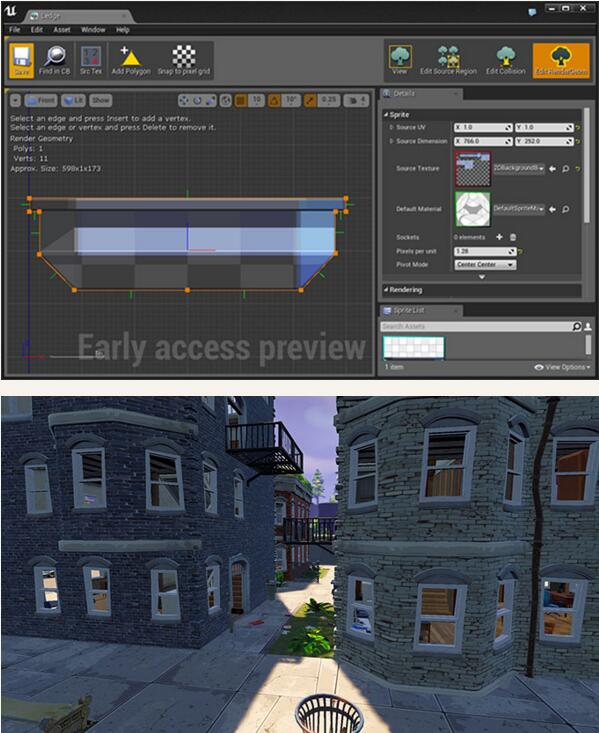 Ledge
File Edit Asset Window Help
Save Find in CB Src Tex Add Polygon Snap to pixel grid View Edit Source Region Edit Collision Edit RenderGeom
Front Lit Show 10 10° 0.25 4
Details
Select an edge and press Insert to add a vertex.
Select an edge or vertex and press Delete to remove it.
Render Geometry
Polys: 1
Verts: 11
Approx. Size: 598x1x173
Sprite
Source UV X 1.0 Y 1.0
Source Dimension X 766.0 Y 252.0
Source Texture 2DBackgroundB
Default Material DefaultSpriteMa
Sockets 0 elements
Pixels per unit 1.28
Pivot Mode Center Center
Rendering
Sprite List
Search Assets
1 item View Options
Early access preview